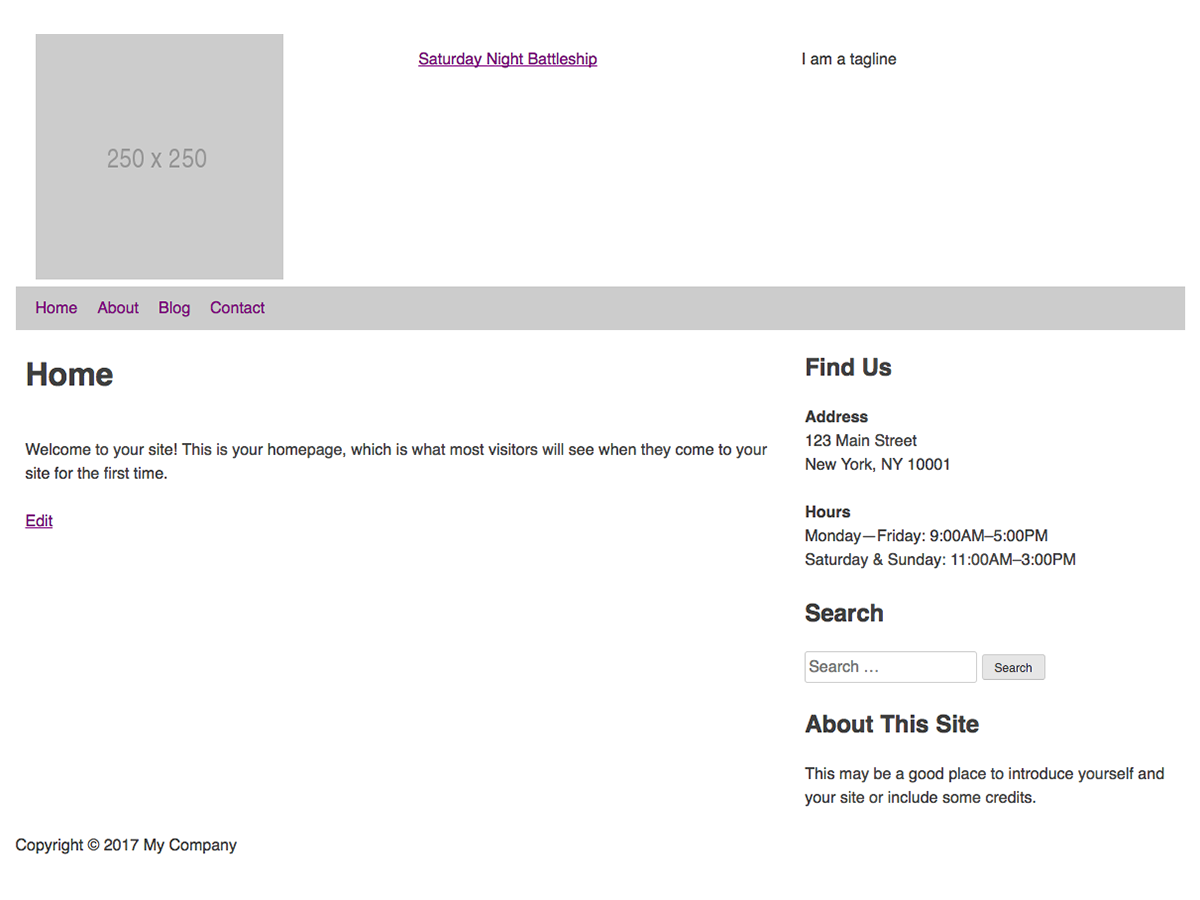 250 x 250
Saturday Night Battleship
I am a tagline
Home About Blog Contact
Home
Welcome to your site! This is your homepage, which is what most visitors will see when they come to your
site for the first time.
Edit
Find Us
Address
123 Main Street
New York, NY 10001
Hours
Monday—Friday: 9:00AM–5:00PM
Saturday & Sunday: 11:00AM–3:00PM
Search
Search … Search
About This Site
This may be a good place to introduce yourself and
your site or include some credits.
Copyright © 2017 My Company